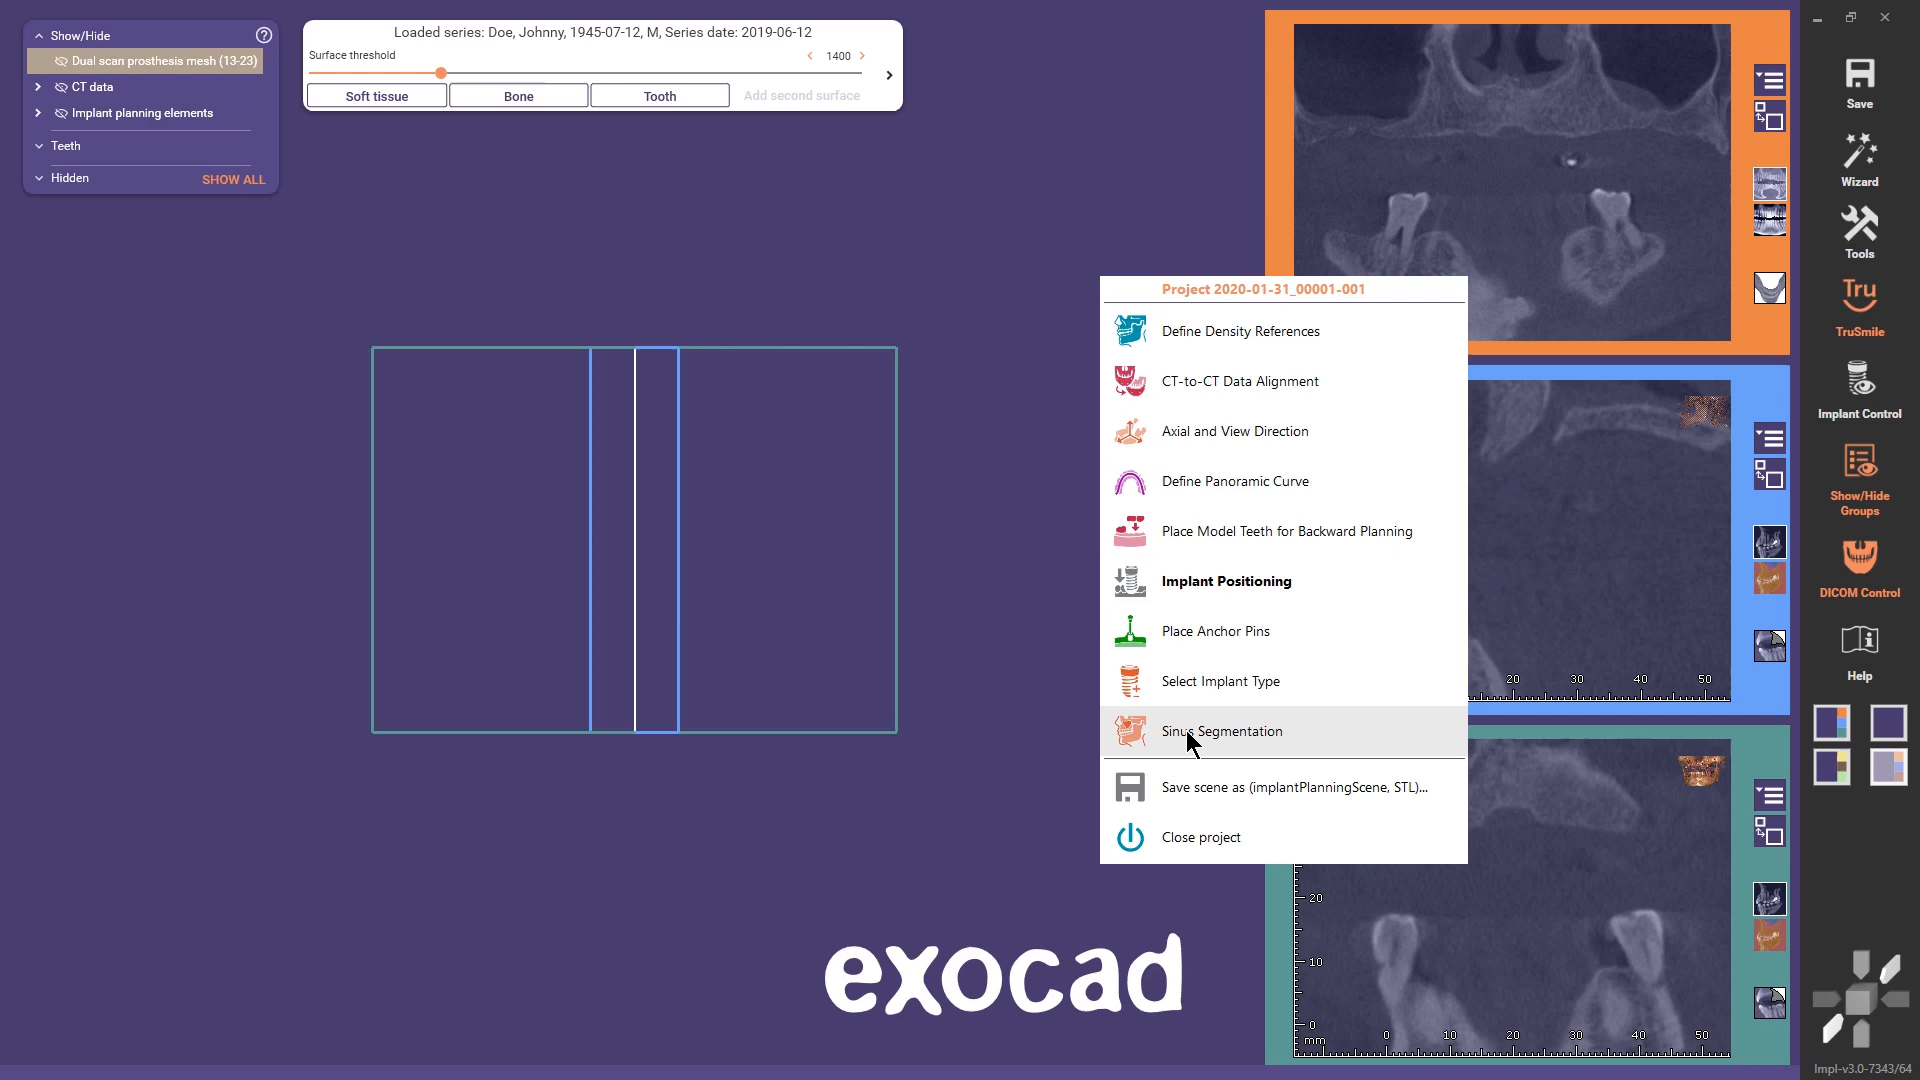 Show/Hide
Dual scan prosthesis mesh (13-23)
CT data
Implant planning elements
Teeth
Hidden
SHOW ALL
Loaded series: Doe, Johnny, 1945-07-12, M, Series date: 2019-06-12
Surface threshold
1400
Soft tissue
Bone
Tooth
Add second surface
Project 2020-01-31_00001-001
Define Density References
CT-to-CT Data Alignment
Axial and View Direction
Define Panoramic Curve
Place Model Teeth for Backward Planning
Implant Positioning
Place Anchor Pins
Select Implant Type
Sinus Segmentation
Save scene as (implantPlanningScene, STL)...
Close project
20 30 40 50
20
10
0
mm
0 10 20 30 40 50
exocad
Save
Wizard
Tools
Tru
TruSmile
Implant Control
Show/Hide
Groups
DICOM Control
Help
Impl-v3.0-7343/64